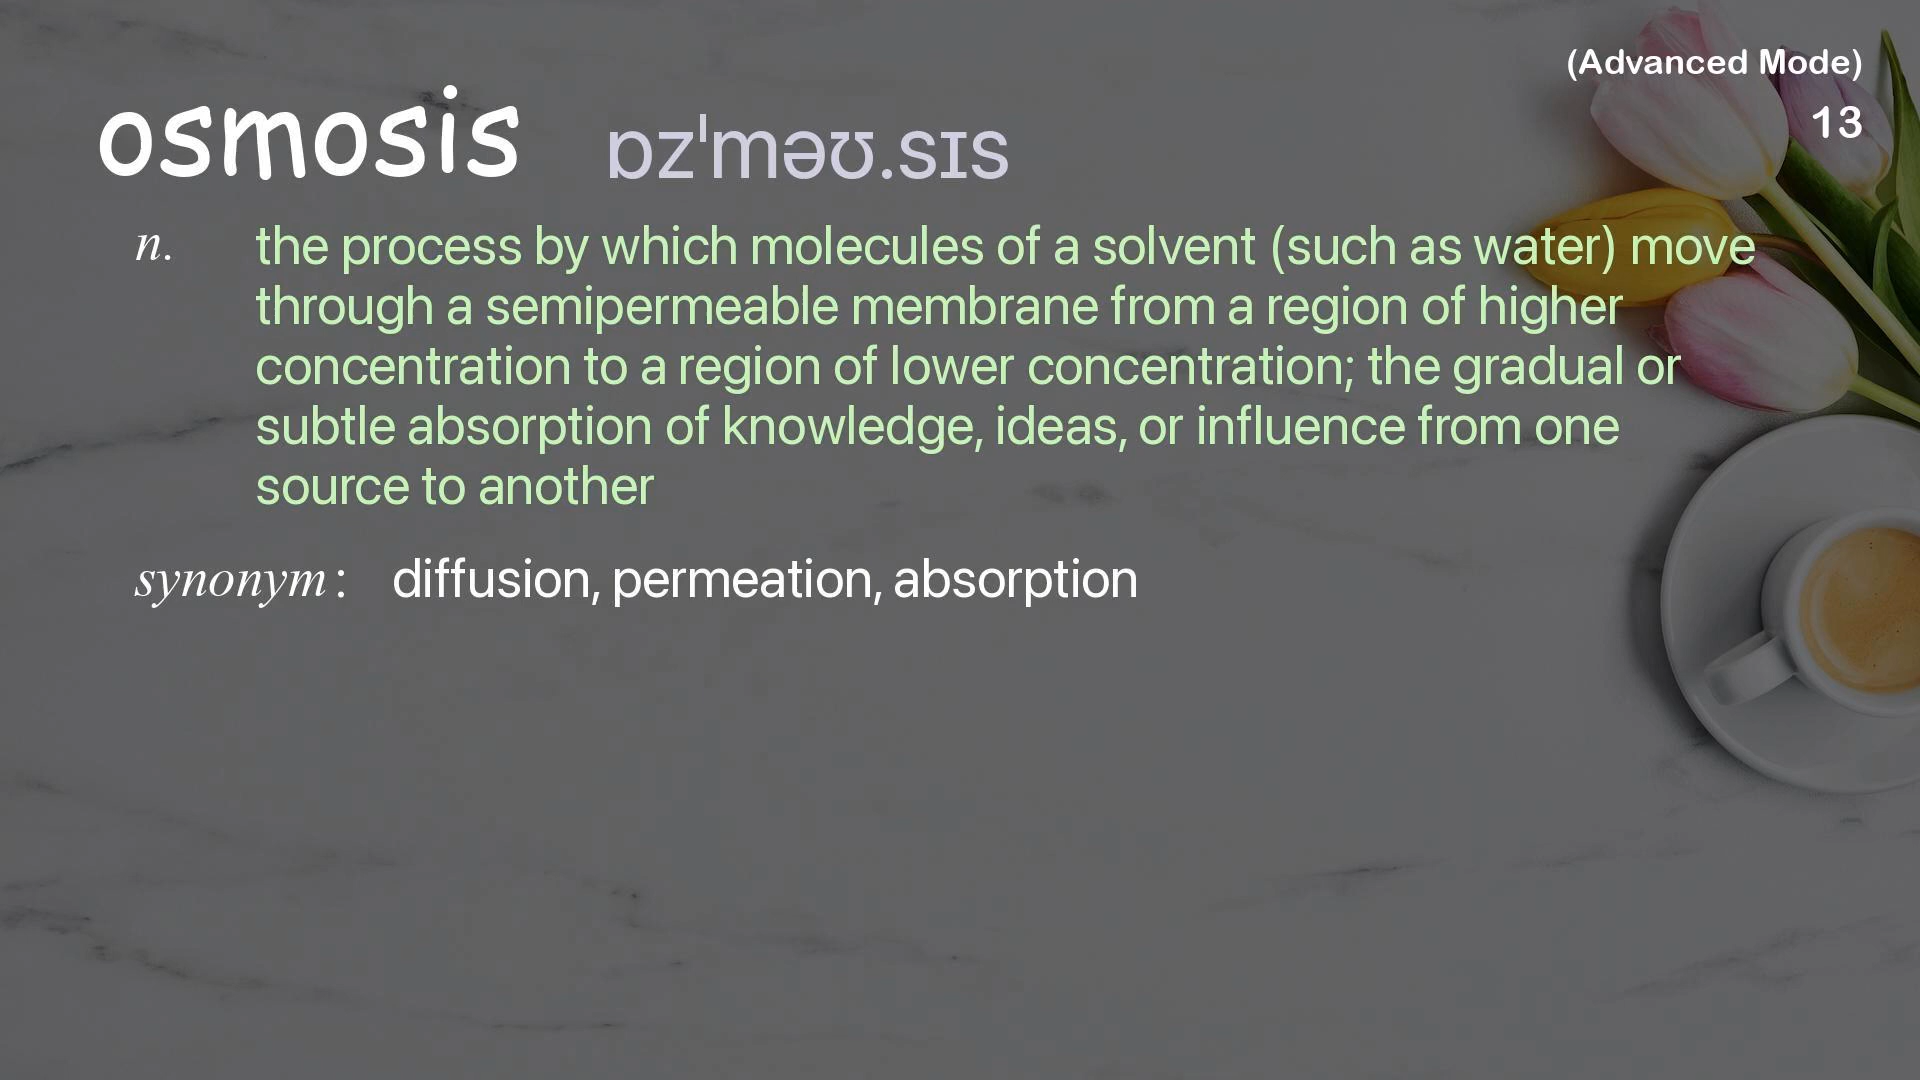 (Advanced Mode)
13
osmosis ɒzˈməʊ.sɪs
n. the process by which molecules of a solvent (such as water) move
through a semipermeable membrane from a region of higher
concentration to a region of lower concentration; the gradual or
subtle absorption of knowledge, ideas, or influence from one
source to another
synonym : diffusion, permeation, absorption